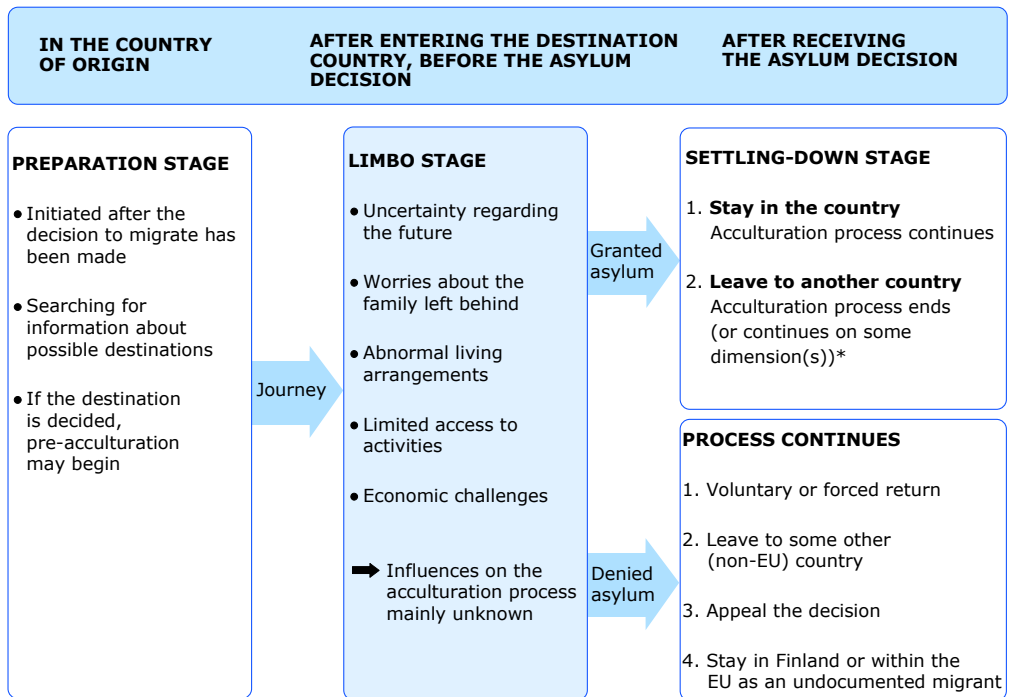 IN THE COUNTRY
OF ORIGIN
AFTER ENTERING THE DESTINATION
COUNTRY, BEFORE THE ASYLUM
DECISION
AFTER RECEIVING
THE ASYLUM DECISION
PREPARATION STAGE
• Initiated after the
decision to migrate has
been made
• Searching for
information about
possible destinations
• If the destination
is decided,
pre-acculturation
may begin
Journey
LIMBO STAGE
• Uncertainty regarding
the future
• Worries about the
family left behind
• Abnormal living
arrangements
• Limited access to
activities
• Economic challenges
➡ Influences on the
acculturation process
mainly unknown
Granted
asylum
SETTLING-DOWN STAGE
1. Stay in the country
Acculturation process continues
2. Leave to another country
Acculturation process ends
(or continues on some
dimension(s))*
Denied
asylum
PROCESS CONTINUES
1. Voluntary or forced return
2. Leave to some other
(non-EU) country
3. Appeal the decision
4. Stay in Finland or within the
EU as an undocumented migrant